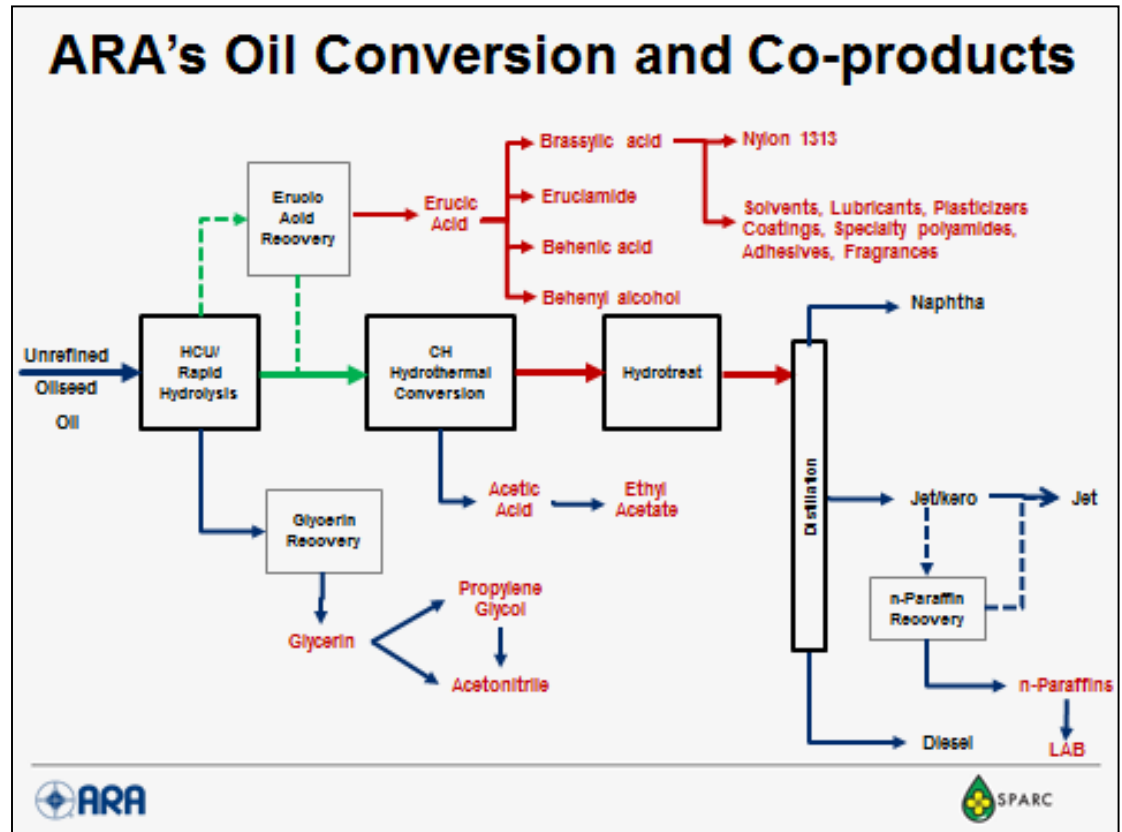 ARA's Oil Conversion and Co-products
Brassylic acid
Nylon 1313
Erucic
Acid
Recovery
Erucic
Acid
Eruciamide
Solvents, Lubricants, Plasticizers
Coatings, Specialty polyamides,
Adhesives, Fragrances
Behenic acid
Behenyl alcohol
Naphtha
Unrefined
Oilseed
Oil
HCU/
Rapid
Hydrolysis
CH
Hydrothermal
Conversion
Hydrotreat
Distillation
Acetic
Acid
Ethyl
Acetate
Jet/kero
Jet
Glycerin
Recovery
Propylene
Glycol
n-Paraffin
Recovery
Glycerin
Acetonitrile
n-Paraffins
Diesel
LAB
ARA
SPARC